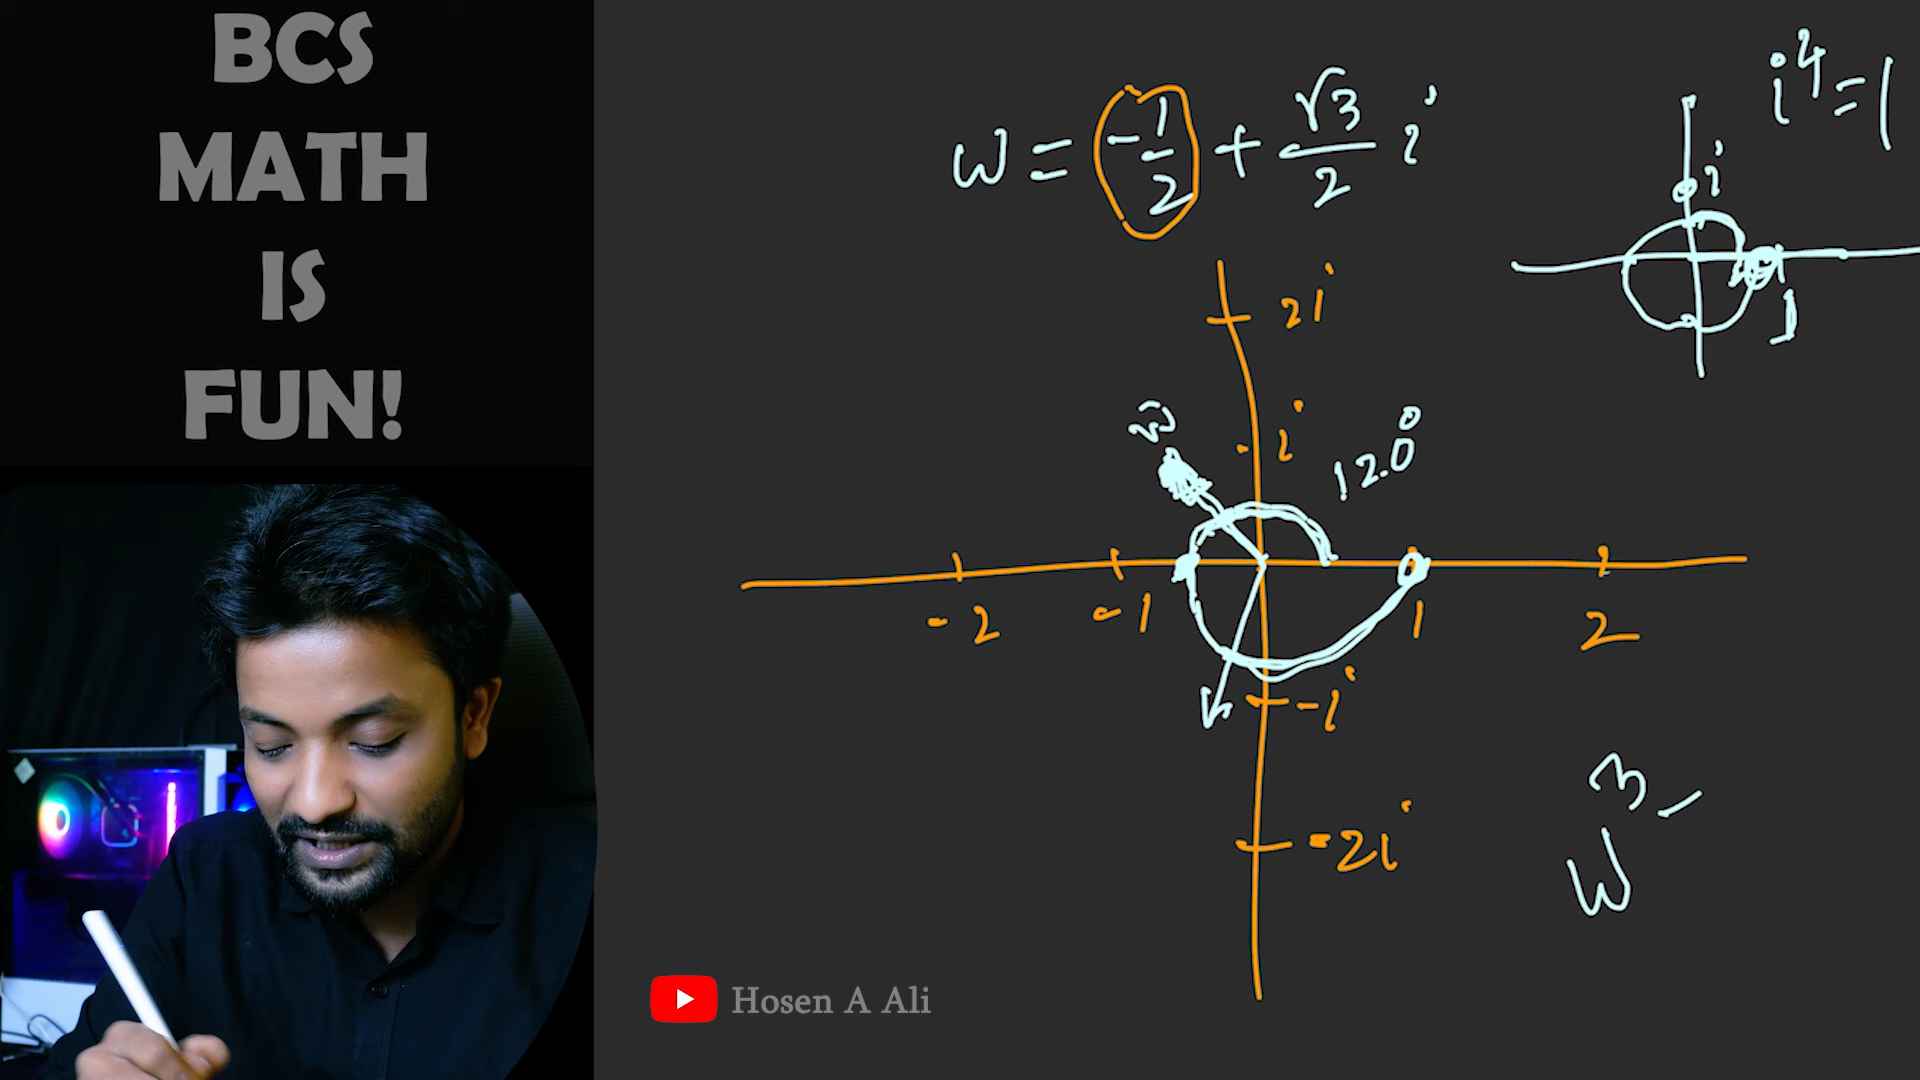 BCS
MATH
IS
FUN!
w = -1/2 + √3/2 i
i⁴ = 1
i
1
2i
i
w
120°
-2
-1
1
2
-i
-2i
w³ -
Hosen A Ali